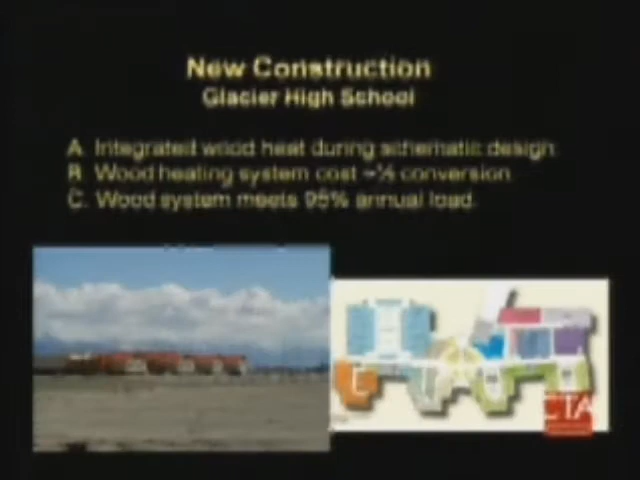 New Construction
Glacier High School
A. Integrated wood heat during schematic design
B. Wood heating system cost ~½ conversion
C. Wood system meets 95% annual load.
CTA